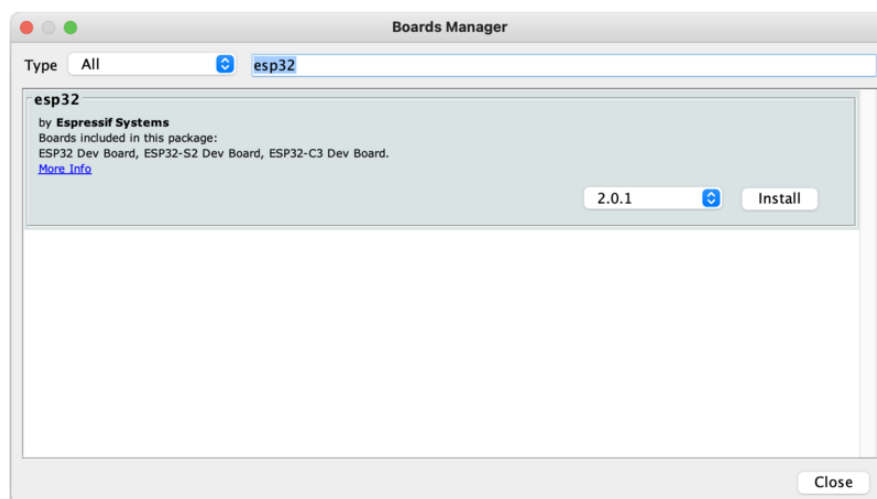 Boards Manager
Type All esp32
esp32
by Espressif Systems
Boards included in this package:
ESP32 Dev Board, ESP32-S2 Dev Board, ESP32-C3 Dev Board.
More Info
2.0.1 Install
Close